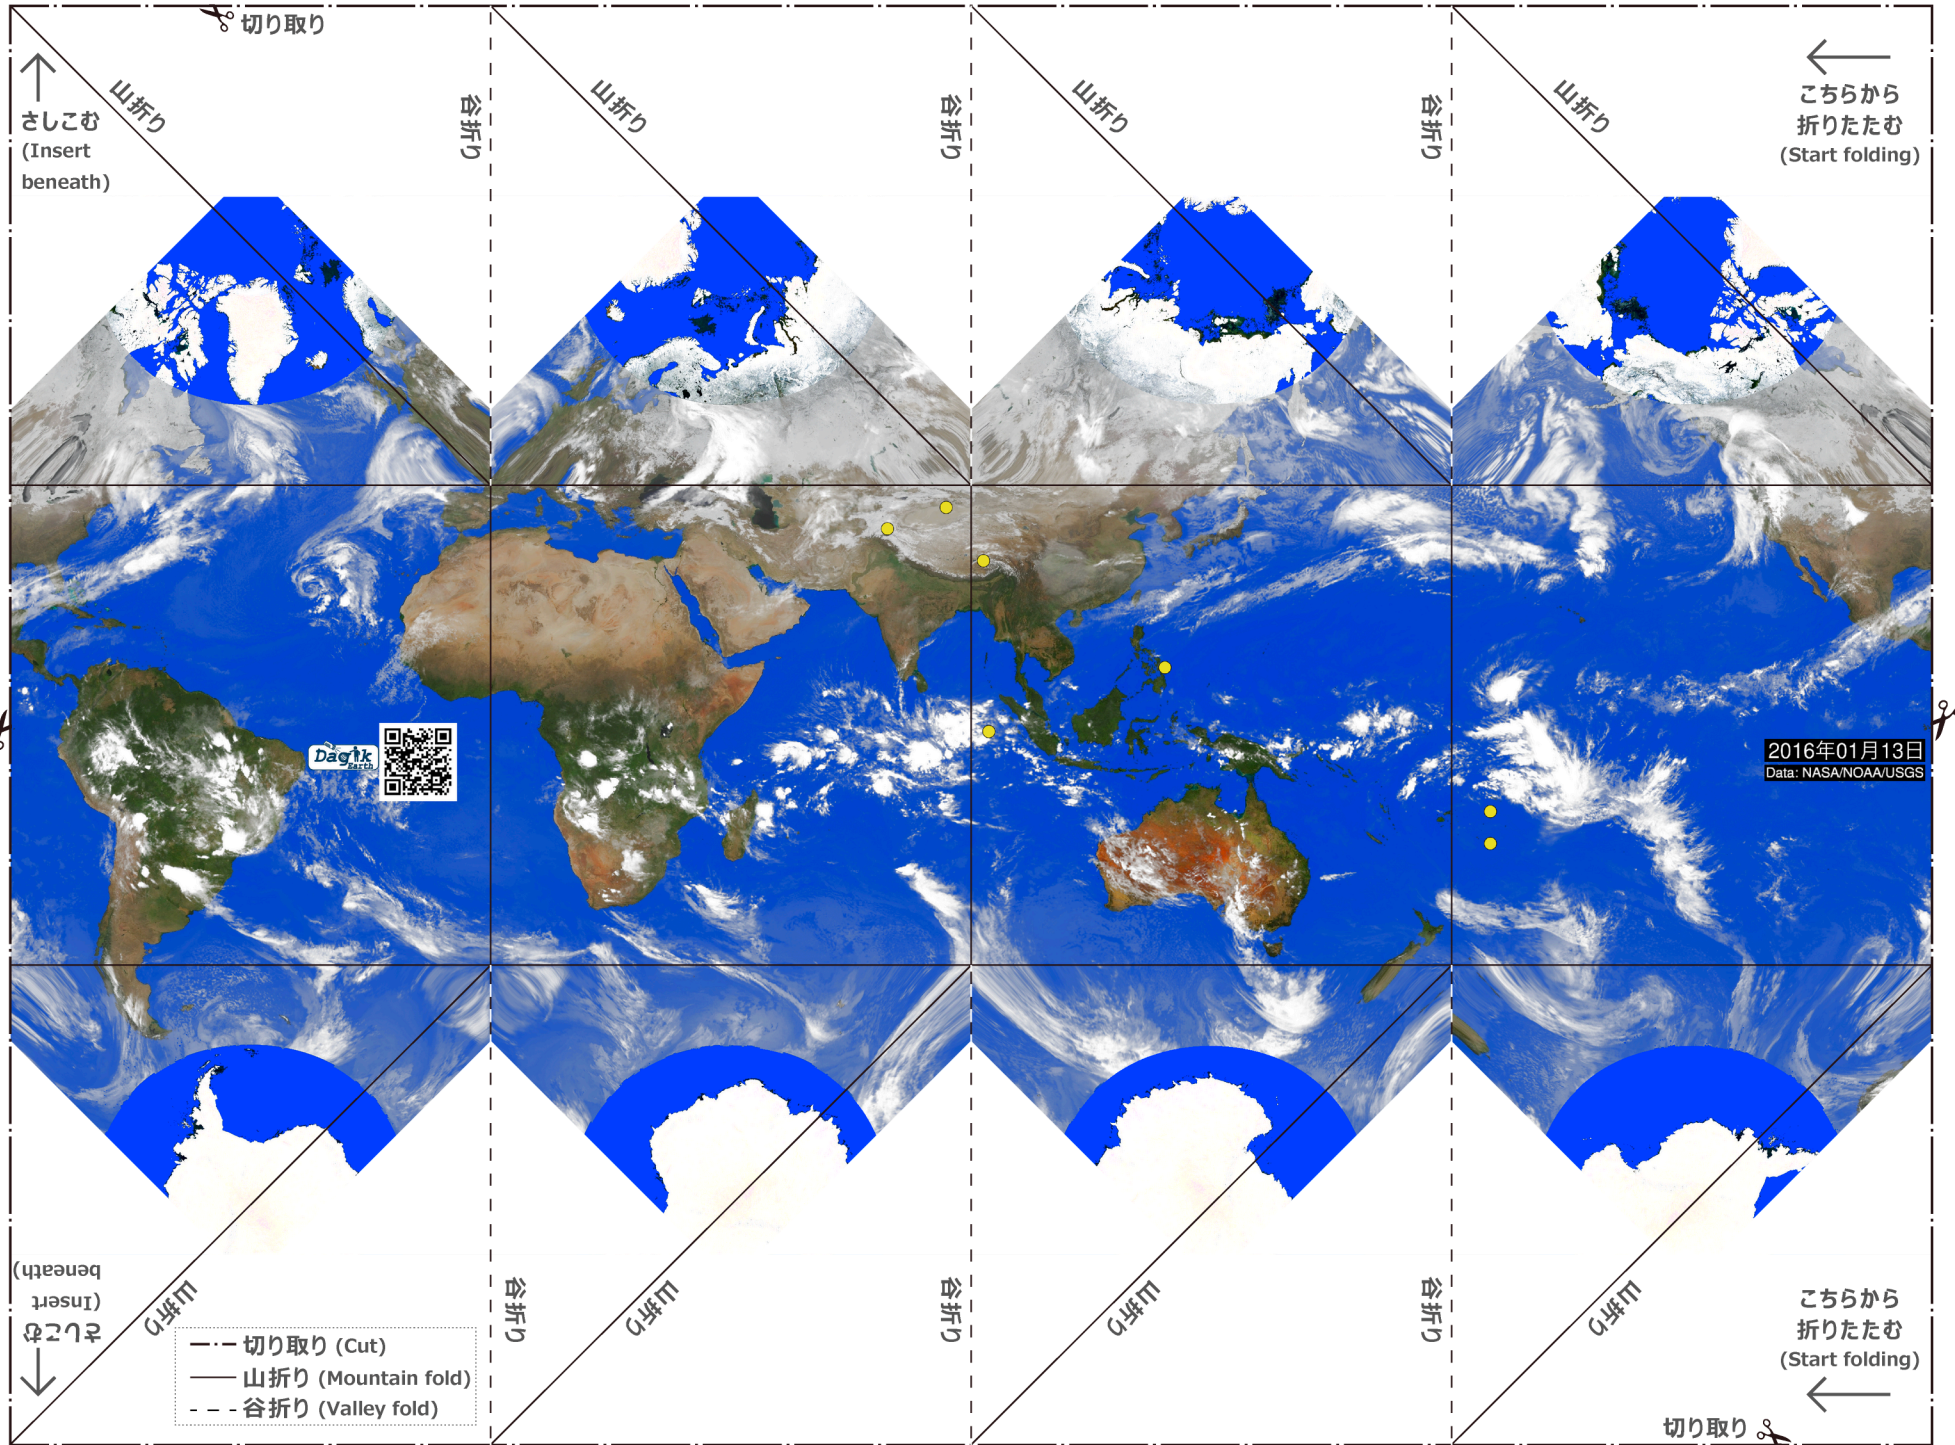 切り取り
山折り
谷折り
山折り
谷折り
山折り
谷折り
山折り
さしこむ
(Insert
beneath)
こちらから
折りたたむ
(Start folding)
Dagik
Earth
2016年01月13日
Data: NASA/NOAA/USGS
さしこむ
(Insert
beneath)
山折り
谷折り
山折り
谷折り
山折り
谷折り
山折り
こちらから
折りたたむ
(Start folding)
切り取り (Cut)
山折り (Mountain fold)
谷折り (Valley fold)
切り取り